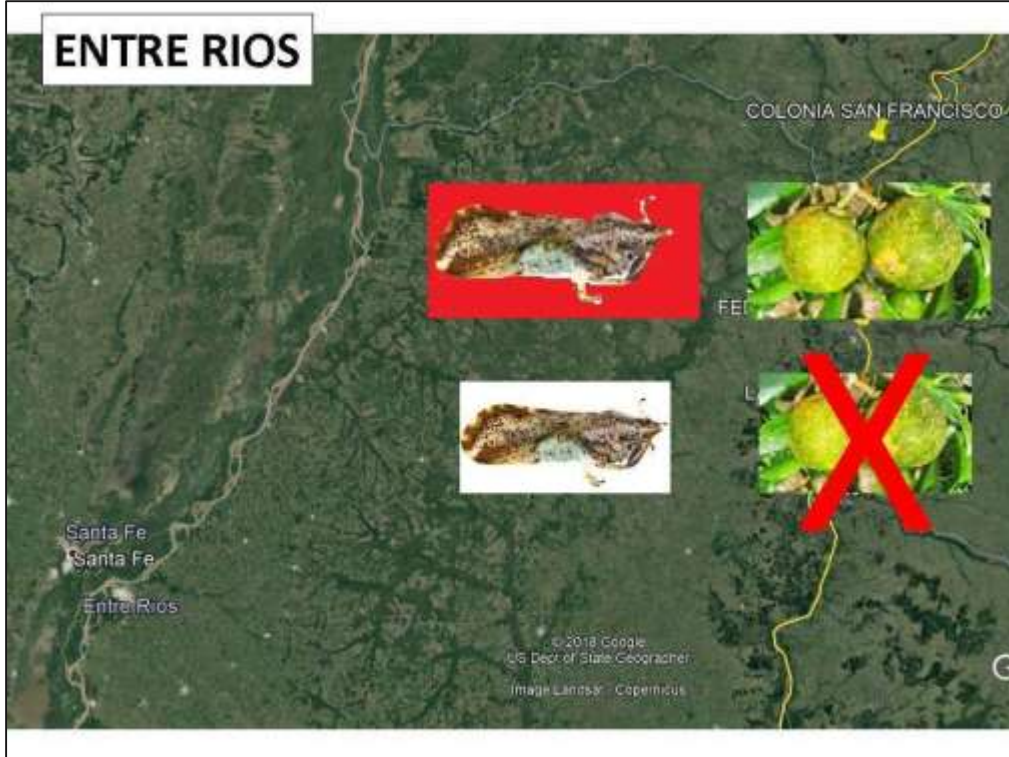 ENTRE RIOS
COLONIA SAN FRANCISCO
Santa Fe
Santa Fe
Entre Ríos
© 2018 Google
US Dept of State Geographer
Image Landsat / Copernicus